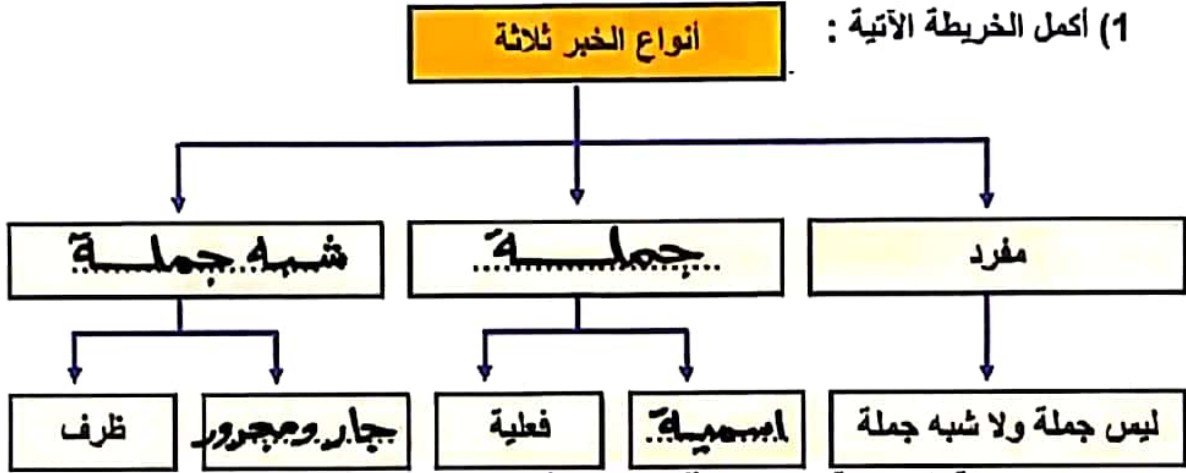 1) أكمل الخريطة الآتية :
أنواع الخبر ثلاثة
مفرد جملة شبه جملة
ليس جملة ولا شبه جملة اسمية فعلية جار ومجرور ظرف